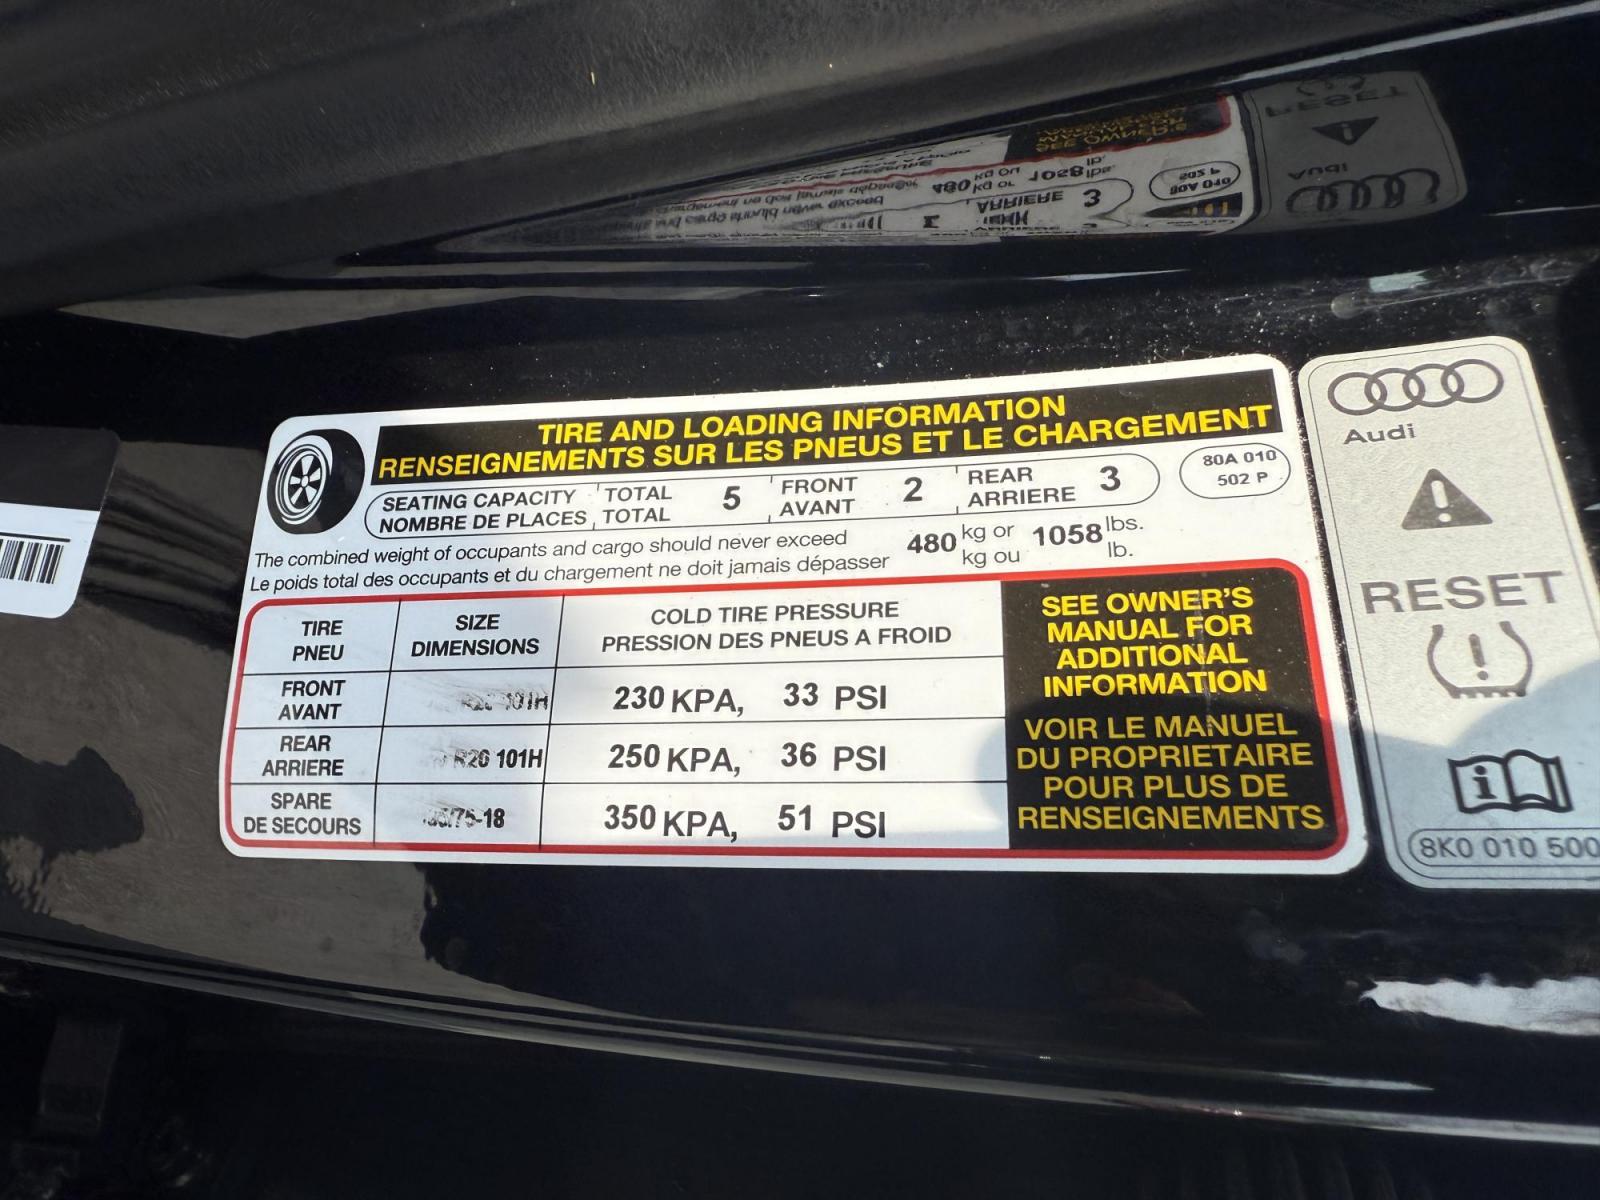 TIRE AND LOADING INFORMATION
RENSEIGNEMENTS SUR LES PNEUS ET LE CHARGEMENT
SEATING CAPACITY TOTAL 5 FRONT 2 REAR 3
NOMBRE DE PLACES TOTAL AVANT ARRIERE
80A 010
502 P
The combined weight of occupants and cargo should never exceed 480 kg or 1058 lbs.
Le poids total des occupants et du chargement ne doit jamais dépasser kg ou lb.
TIRE
PNEU
SIZE
DIMENSIONS
COLD TIRE PRESSURE
PRESSION DES PNEUS A FROID
FRONT
AVANT
101H
230 KPA, 33 PSI
REAR
ARRIERE
R20 101H
250 KPA, 36 PSI
SPARE
DE SECOURS
350 KPA, 51 PSI
SEE OWNER'S
MANUAL FOR
ADDITIONAL
INFORMATION
VOIR LE MANUEL
DU PROPRIETAIRE
POUR PLUS DE
RENSEIGNEMENTS
Audi
RESET
8K0 010 500